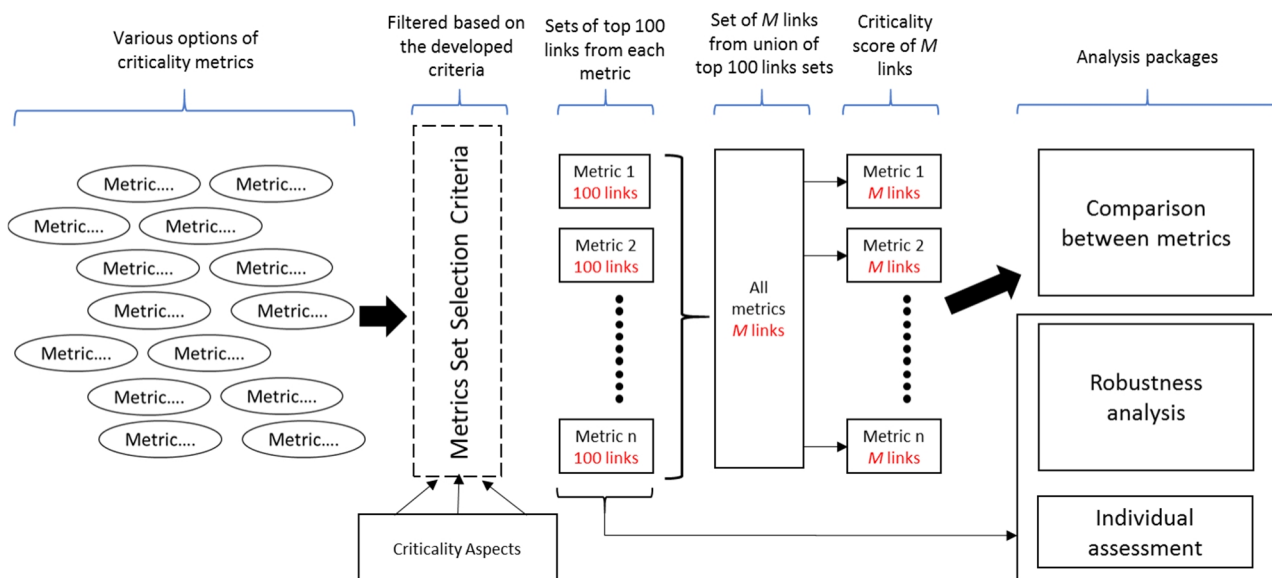 Various options of
criticality metrics
Filtered based on
the developed
criteria
Sets of top 100
links from each
metric
Set of M links
from union of
top 100 links sets
Criticality
score of M
links
Analysis packages
Metric....
Metric....
Metric....
Metric....
Metric....
Metric....
Metric....
Metric....
Metric....
Metric....
Metric....
Metric....
Metric....
Metric....
Metrics Set Selection Criteria
Criticality Aspects
Metric 1
100 links
Metric 2
100 links
Metric n
100 links
All
metrics
M links
Metric 1
M links
Metric 2
M links
Metric n
M links
Comparison
between metrics
Robustness
analysis
Individual
assessment